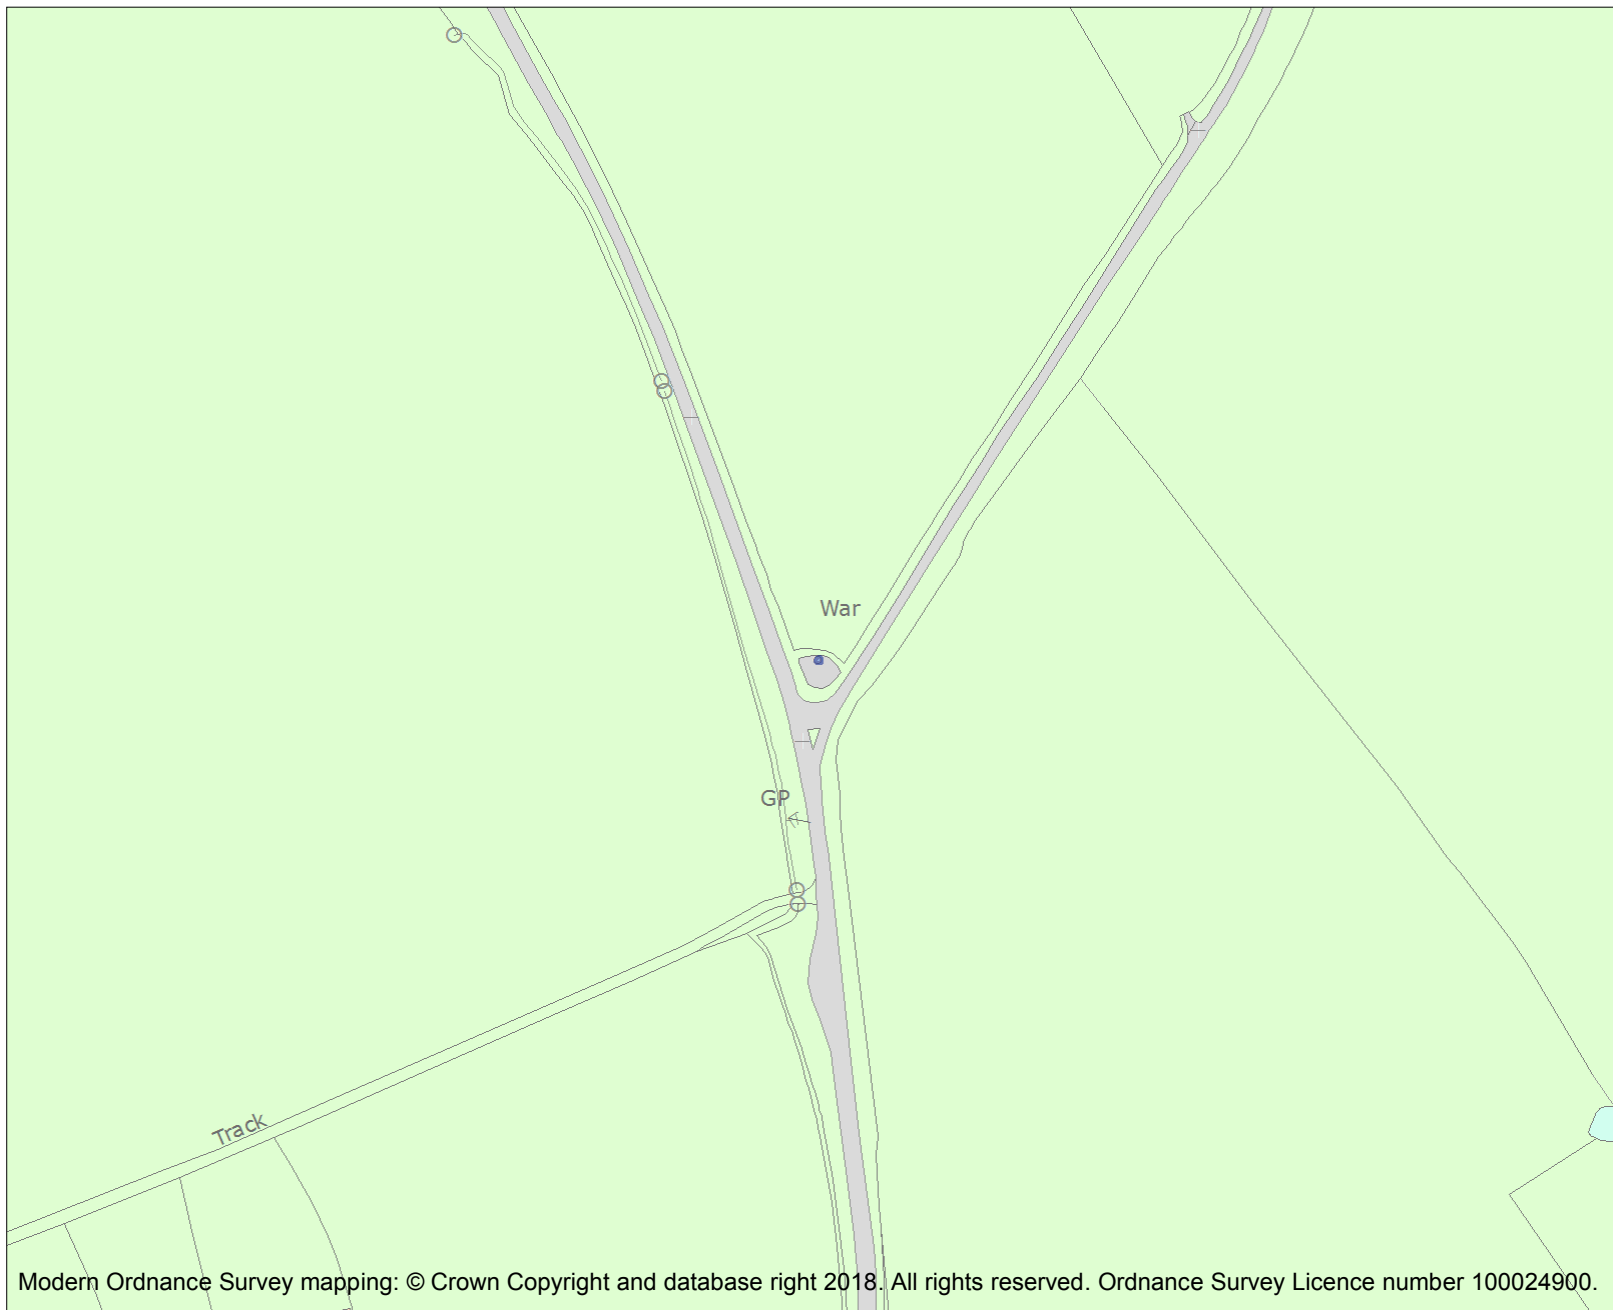 War
GP
Track
Modern Ordnance Survey mapping: © Crown Copyright and database right 2018. All rights reserved. Ordnance Survey Licence number 100024900.